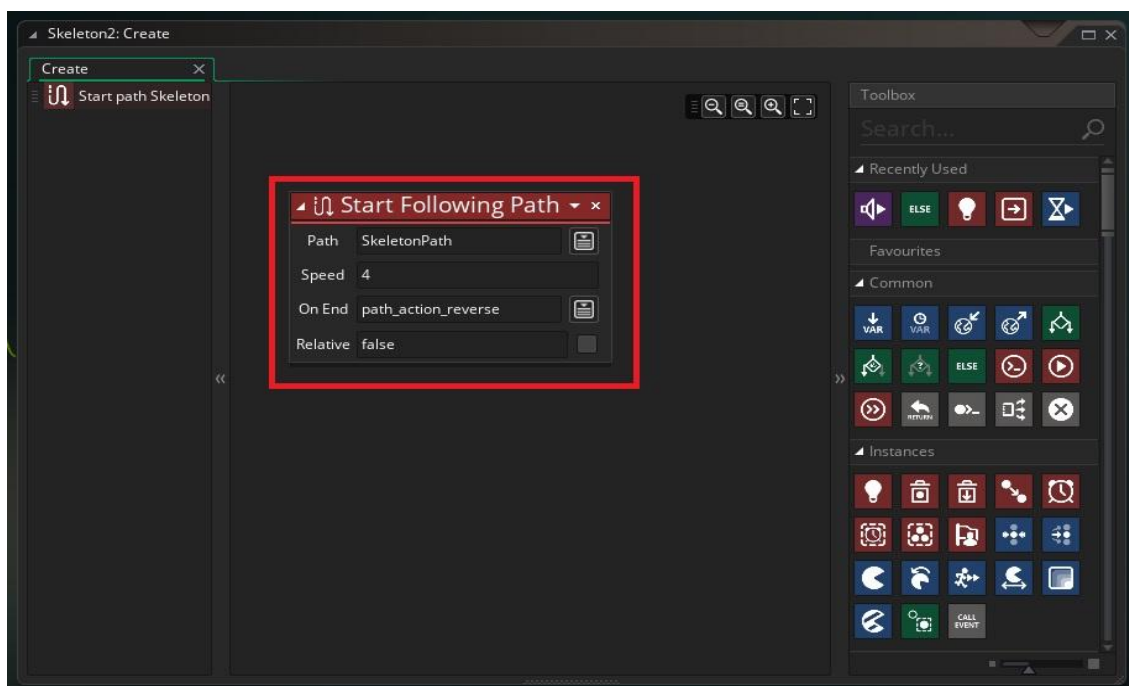 Skeleton2: Create
Create
Start path Skeleton
Start Following Path
Path SkeletonPath
Speed 4
On End path_action_reverse
Relative false
Toolbox
Search...
Recently Used
ELSE
Favourites
Common
VAR VAR
ELSE
RETURN
Instances
CALL
EVENT